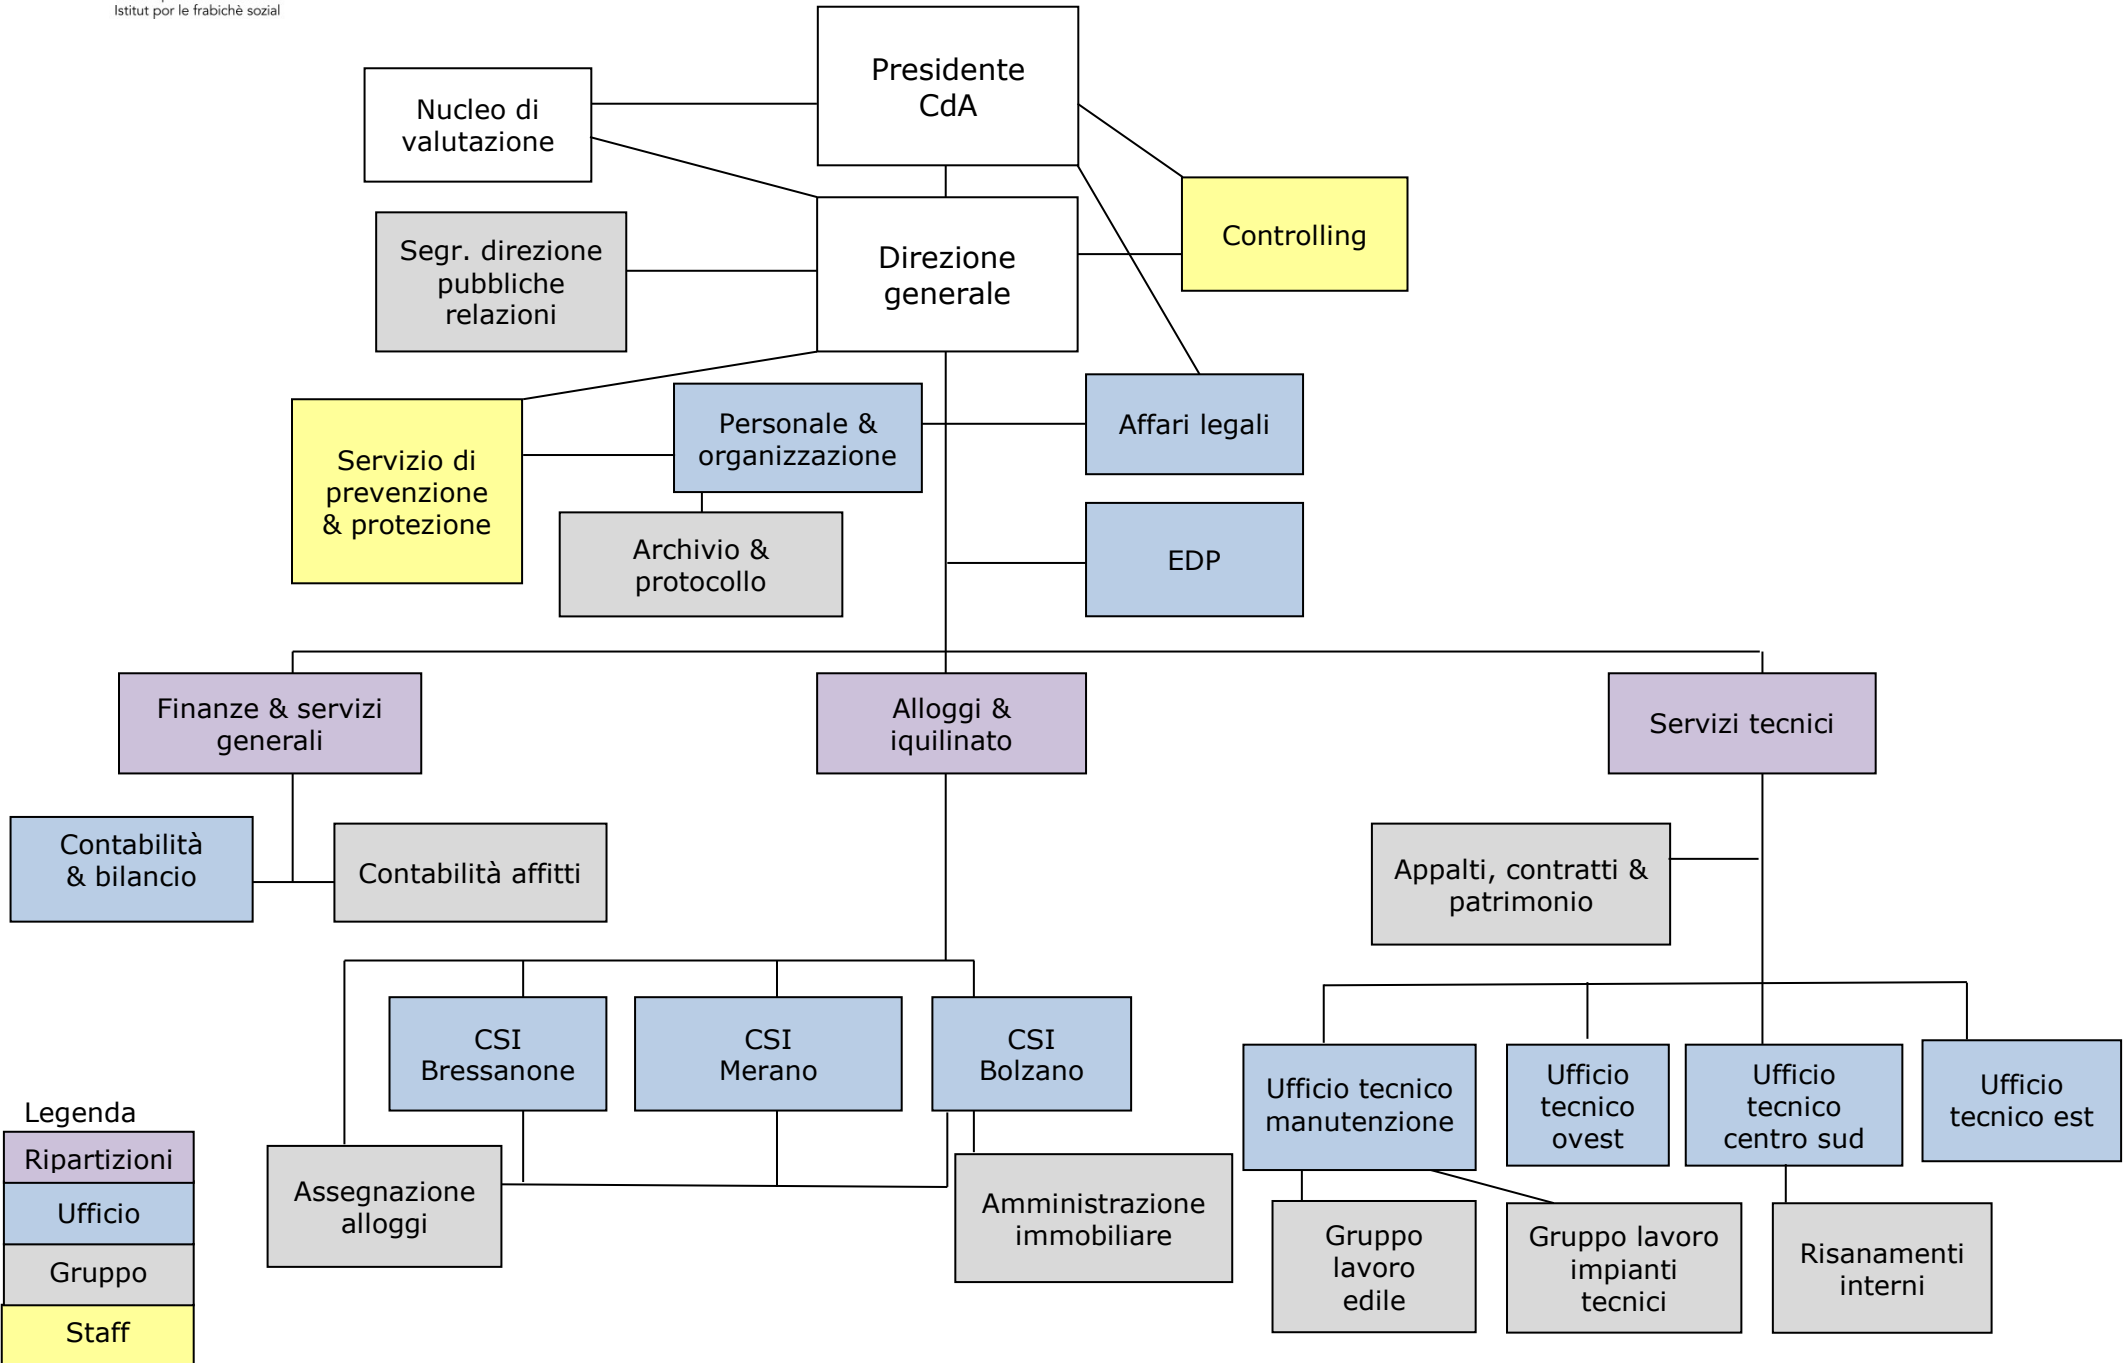 Istitut por le frabichè sozial
Presidente
CdA
Nucleo di
valutazione
Controlling
Segr. direzione
pubbliche
relazioni
Direzione
generale
Personale &
organizzazione
Affari legali
Servizio di
prevenzione
& protezione
Archivio &
protocollo
EDP
Finanze & servizi
generali
Alloggi &
iquilinato
Servizi tecnici
Contabilità
& bilancio
Contabilità affitti
Appalti, contratti &
patrimonio
CSI
Bressanone
CSI
Merano
CSI
Bolzano
Ufficio tecnico
manutenzione
Ufficio
tecnico
ovest
Ufficio
tecnico
centro sud
Ufficio
tecnico est
Assegnazione
alloggi
Amministrazione
immobiliare
Gruppo
lavoro
edile
Gruppo lavoro
impianti
tecnici
Risanamenti
interni
Legenda
Ripartizioni
Ufficio
Gruppo
Staff